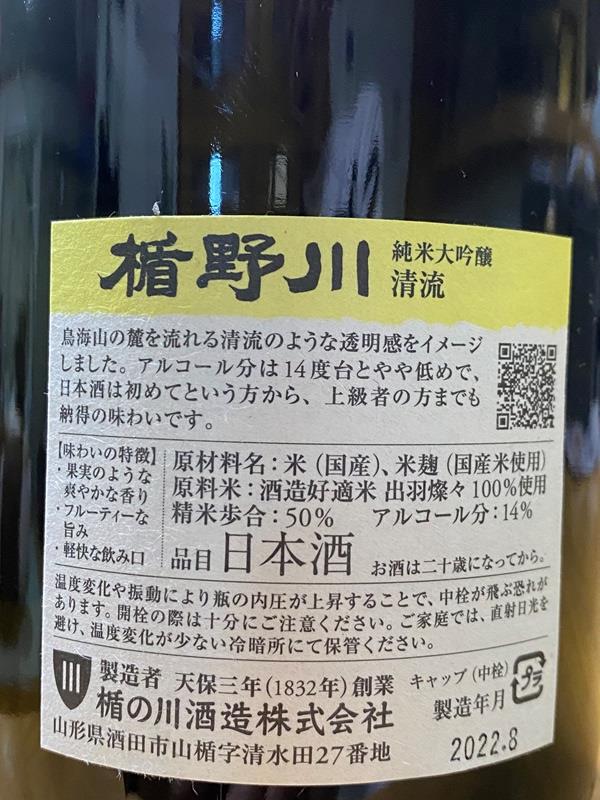 楯野川
純米大吟醸
清流
鳥海山の麓を流れる清流のような透明感をイメージ
しました。アルコール分は14度台とやや低めで、
日本酒は初めてという方から、上級者の方までも
納得の味わいです。
【味わいの特徴】
・果実のような
爽やかな香り
・フルーティーな
旨み
・軽快な飲み口
原材料名：米（国産）、米麹（国産米使用）
原料米：酒造好適米 出羽燦々 100%使用
精米歩合：50% アルコール分：14%
品目 日本酒 お酒は二十歳になってから。
温度変化や振動により瓶の内圧が上昇することで、中栓が飛ぶ恐れが
あります。開栓の際は十分にご注意ください。ご家庭では、直射日光を
避け、温度変化が少ない冷暗所にて保管ください。
製造者 天保三年（1832年）創業
楯の川酒造株式会社
山形県酒田市山楯字清水田27番地
キャップ（中栓）
プラ
製造年月
2022.8